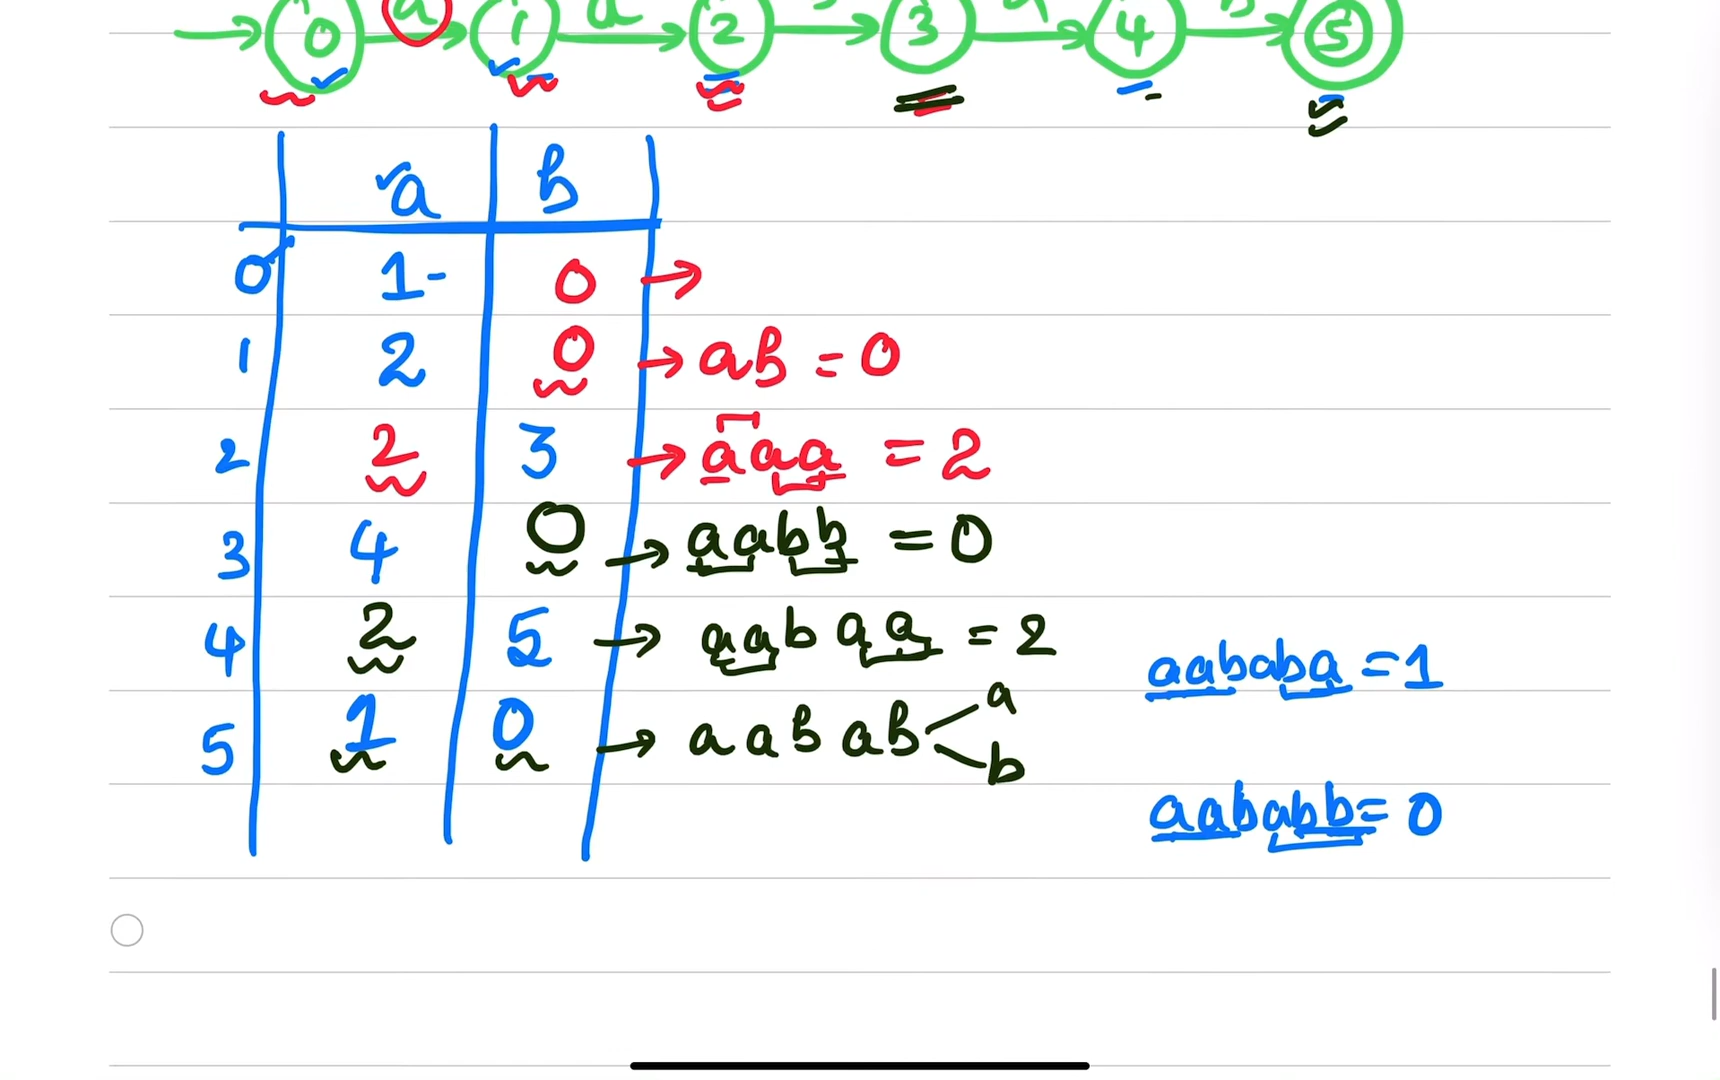 → 0 a 1 a 2 → 3 → 4 b 5
a b
0 1- 0 →
1 2 0 → ab = 0
2 2 3 → aaa = 2
3 4 0 → aabb = 0
4 2 5 → aabaa = 2
aababa = 1
5 1 0 → aabab a
b
aababb = 0